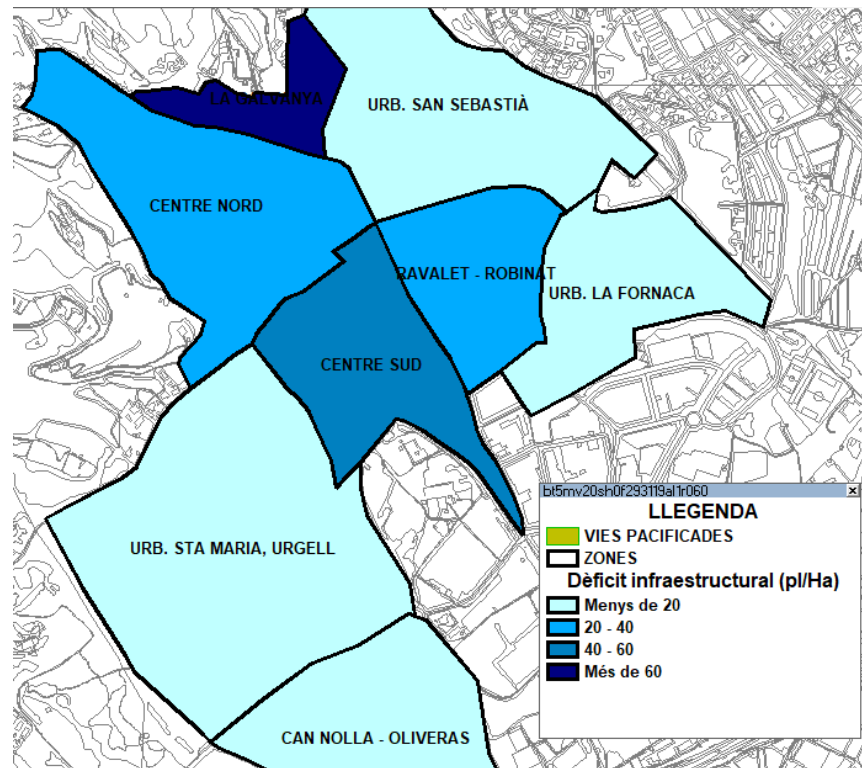 LA GALVANYA
URB. SAN SEBASTIÀ
CENTRE NORD
RAVALET - ROBINAT
URB. LA FORNACA
CENTRE SUD
URB. STA MARIA, URGELL
CAN NOLLA - OLIVERAS
bt5mv20sh0f293119al1r060
LLEGENDA
VIES PACIFICADES
ZONES
Dèficit infraestructural (pl/Ha)
Menys de 20
20 - 40
40 - 60
Més de 60